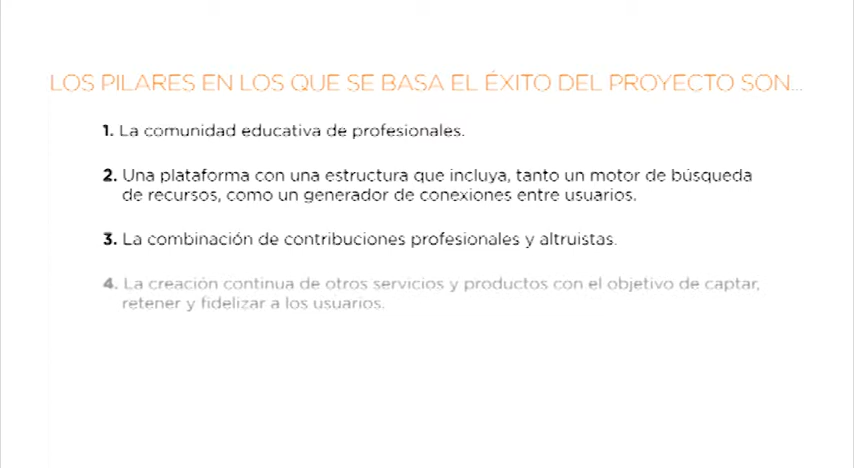 LOS PILARES EN LOS QUE SE BASA EL ÉXITO DEL PROYECTO SON...
1. La comunidad educativa de profesionales.
2. Una plataforma con una estructura que incluya, tanto un motor de búsqueda
de recursos, como un generador de conexiones entre usuarios.
3. La combinación de contribuciones profesionales y altruistas.
4. La creación continua de otros servicios y productos con el objetivo de captar,
retener y fidelizar a los usuarios.